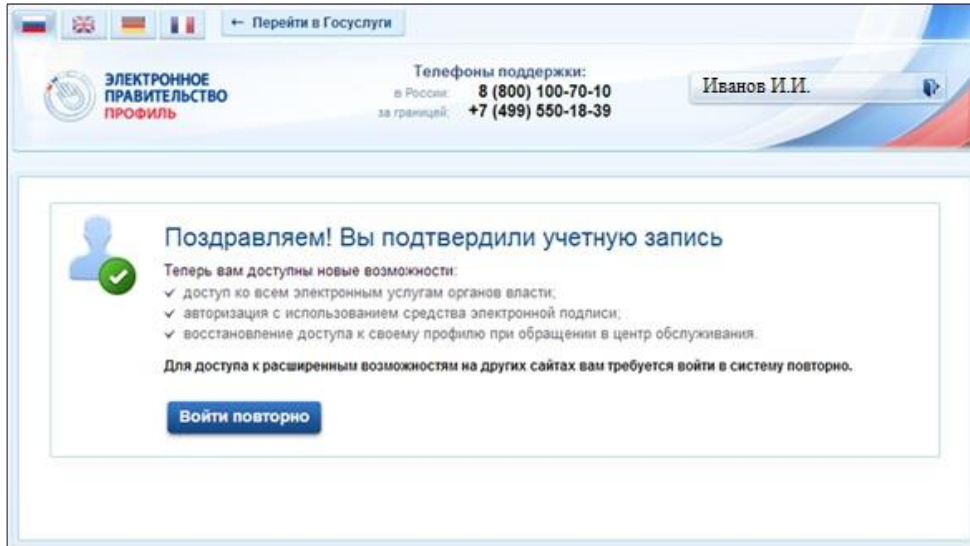 ← Перейти в Госуслуги
ЭЛЕКТРОННОЕ
ПРАВИТЕЛЬСТВО
ПРОФИЛЬ
Телефоны поддержки:
в России: 8 (800) 100-70-10
за границей: +7 (499) 550-18-39
Иванов И.И.
Поздравляем! Вы подтвердили учетную запись
Теперь вам доступны новые возможности:
✓ доступ ко всем электронным услугам органов власти;
✓ авторизация с использованием средства электронной подписи;
✓ восстановление доступа к своему профилю при обращении в центр обслуживания.
Для доступа к расширенным возможностям на других сайтах вам требуется войти в систему повторно.
Войти повторно